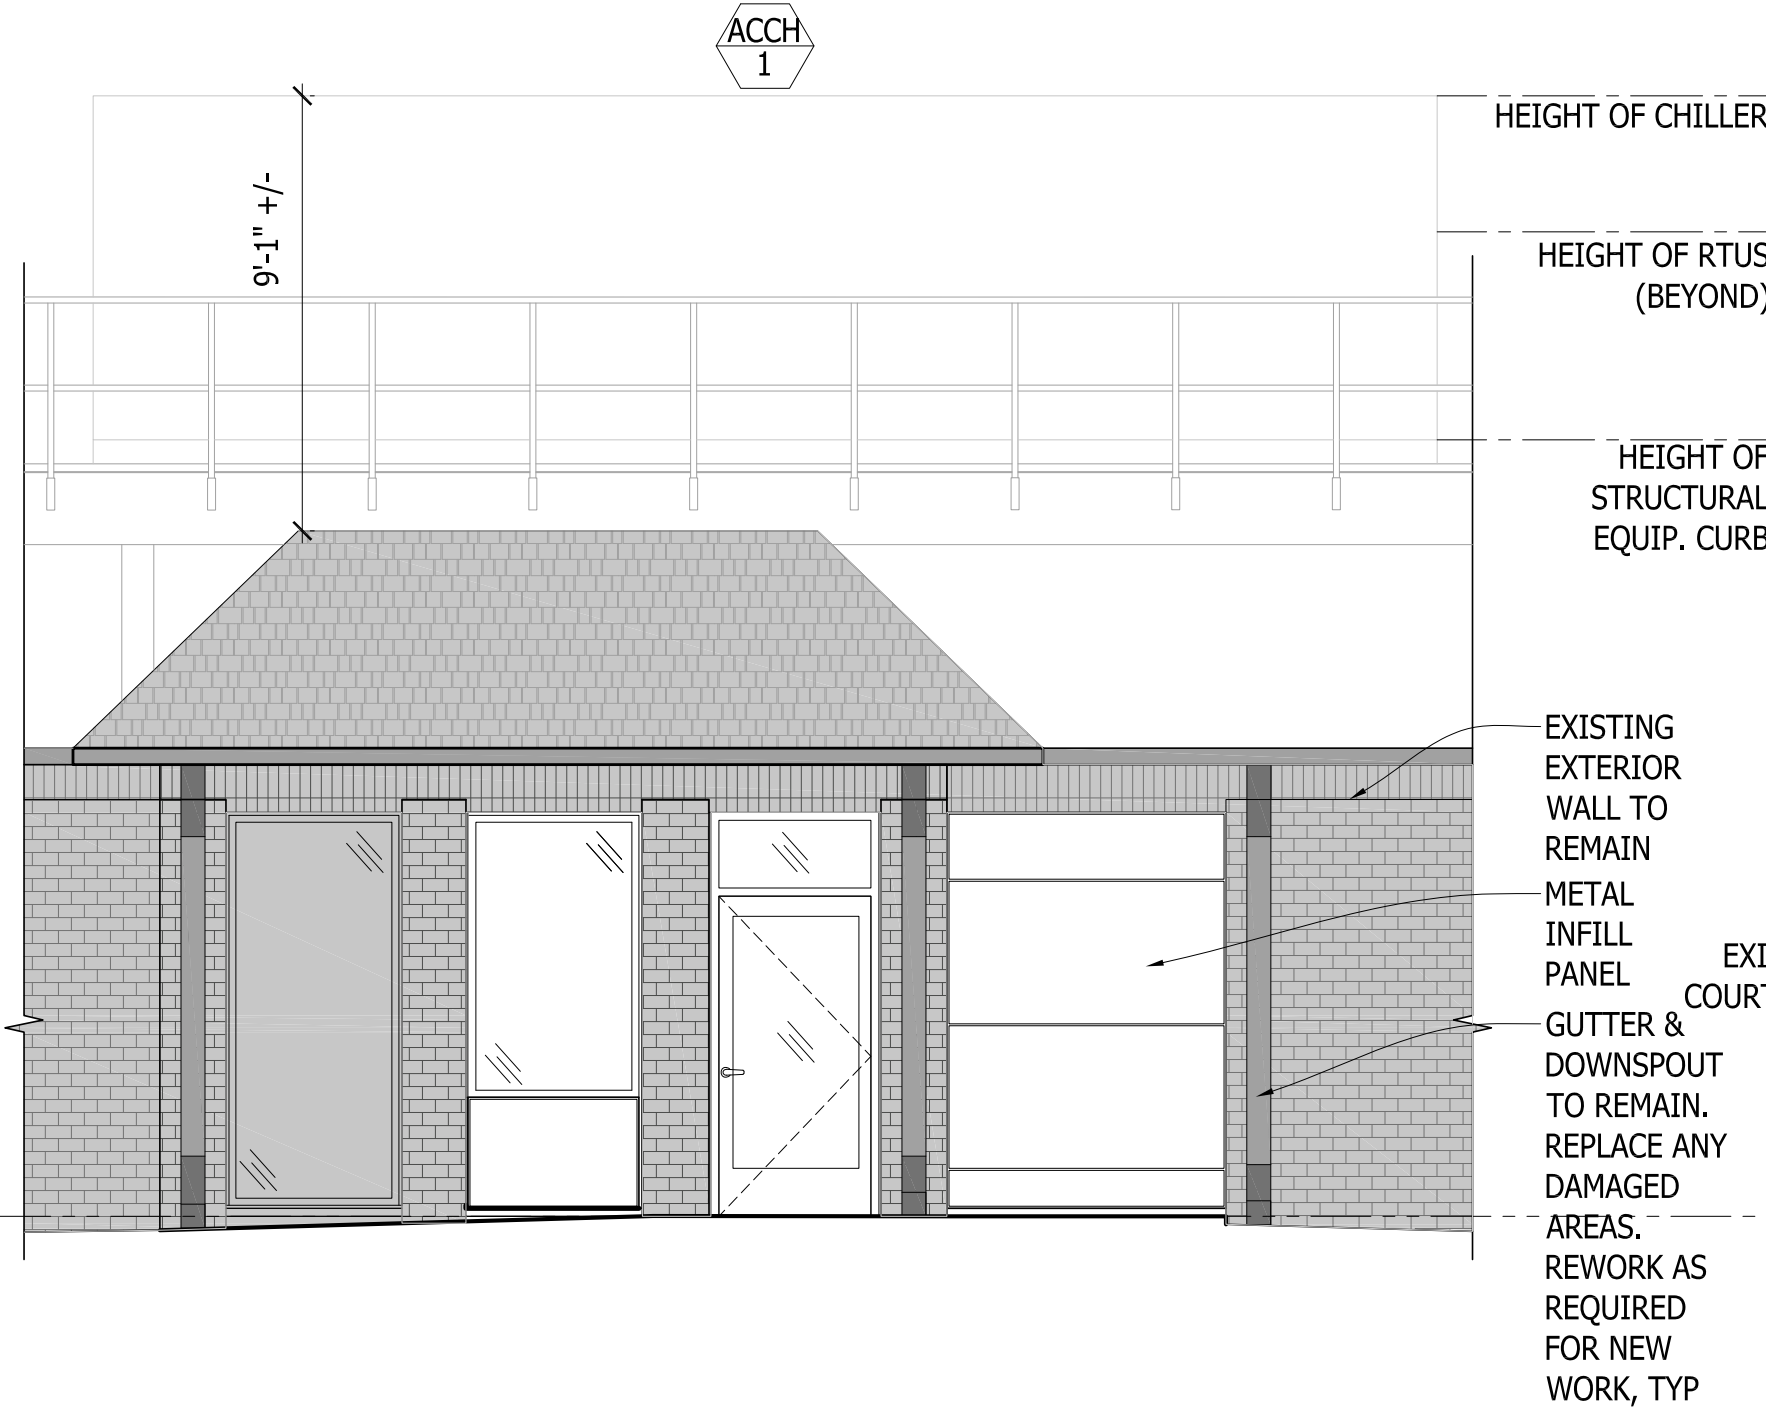 ACCH
1
HEIGHT OF CHILLER
9'-1" +/-
HEIGHT OF RTUS
(BEYOND)
HEIGHT OF
STRUCTURAL
EQUIP. CURB
EXISTING
EXTERIOR
WALL TO
REMAIN
METAL
INFILL
PANEL
EXI
COURT
GUTTER &
DOWNSPOUT
TO REMAIN.
REPLACE ANY
DAMAGED
AREAS.
REWORK AS
REQUIRED
FOR NEW
WORK, TYP